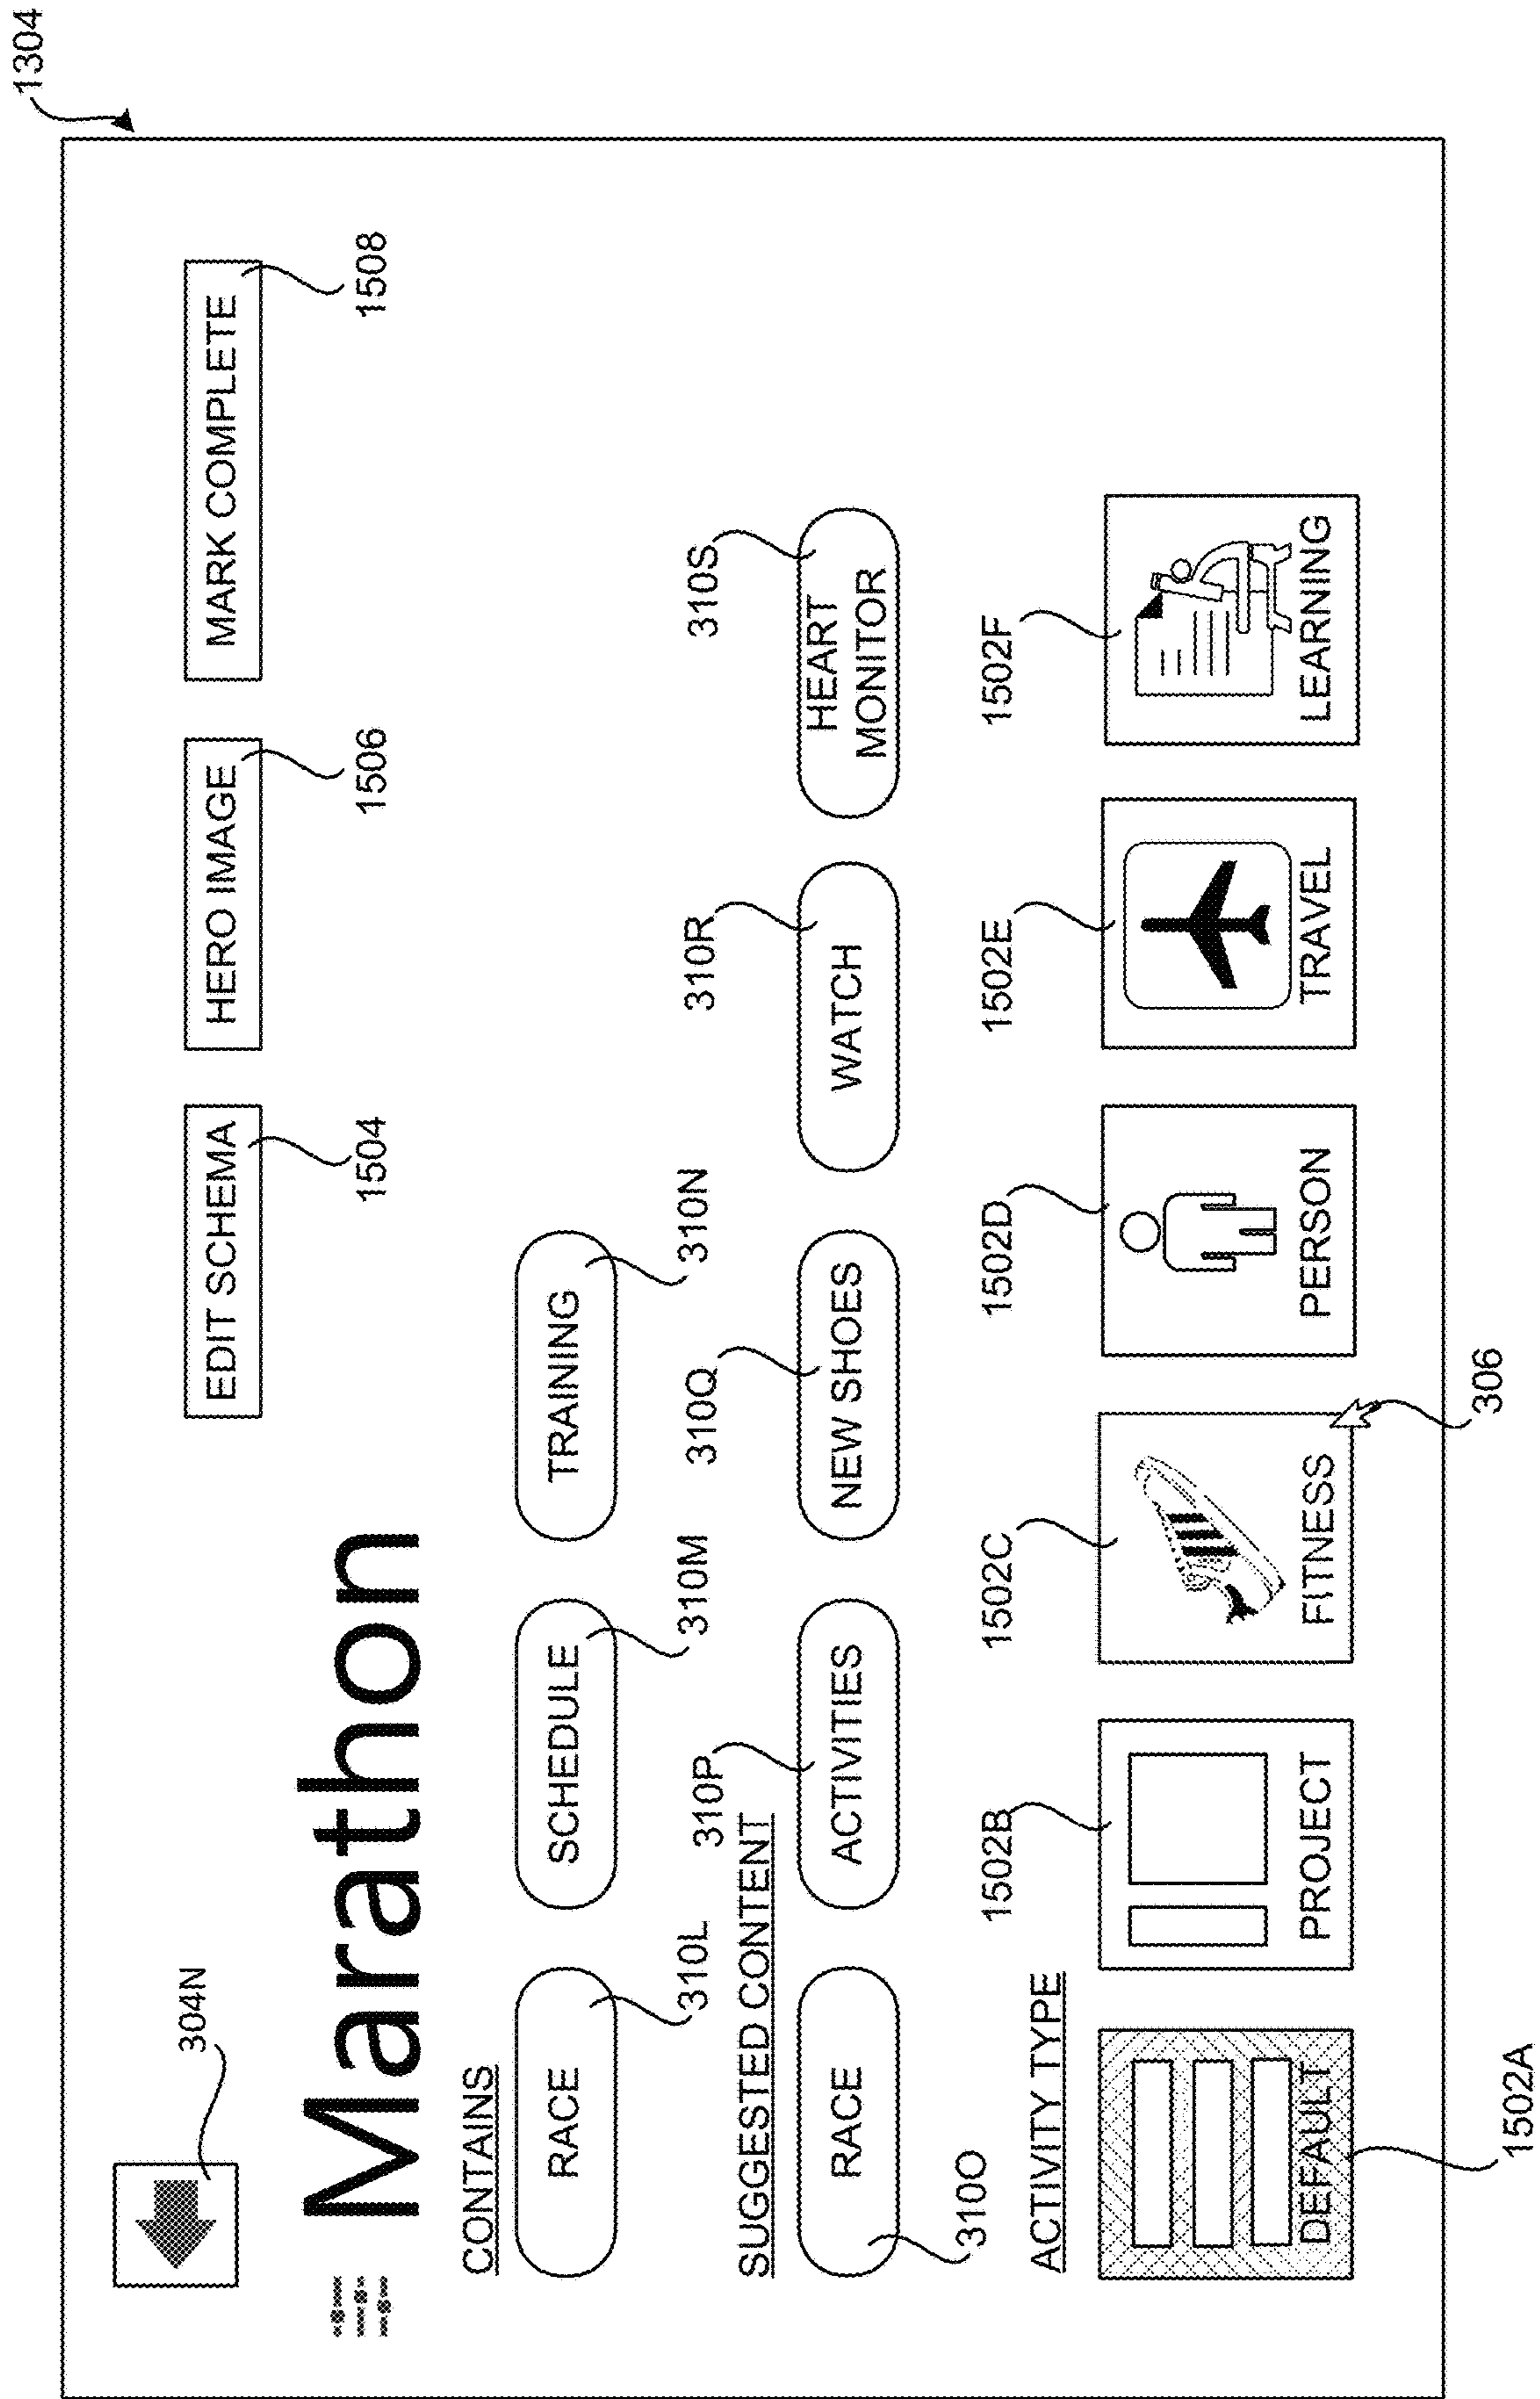 1304
304N
EDIT SCHEMA
HERO IMAGE
MARK COMPLETE
1504
1506
1508
Marathon
CONTAINS
RACE
SCHEDULE
TRAINING
310L
310M
310N
SUGGESTED CONTENT
310P
310Q
310R
310S
RACE
ACTIVITIES
NEW SHOES
WATCH
HEART
MONITOR
310O
ACTIVITY TYPE
1502B
1502C
1502D
1502E
1502F
DEFAULT
PROJECT
FITNESS
PERSON
TRAVEL
LEARNING
1502A
306